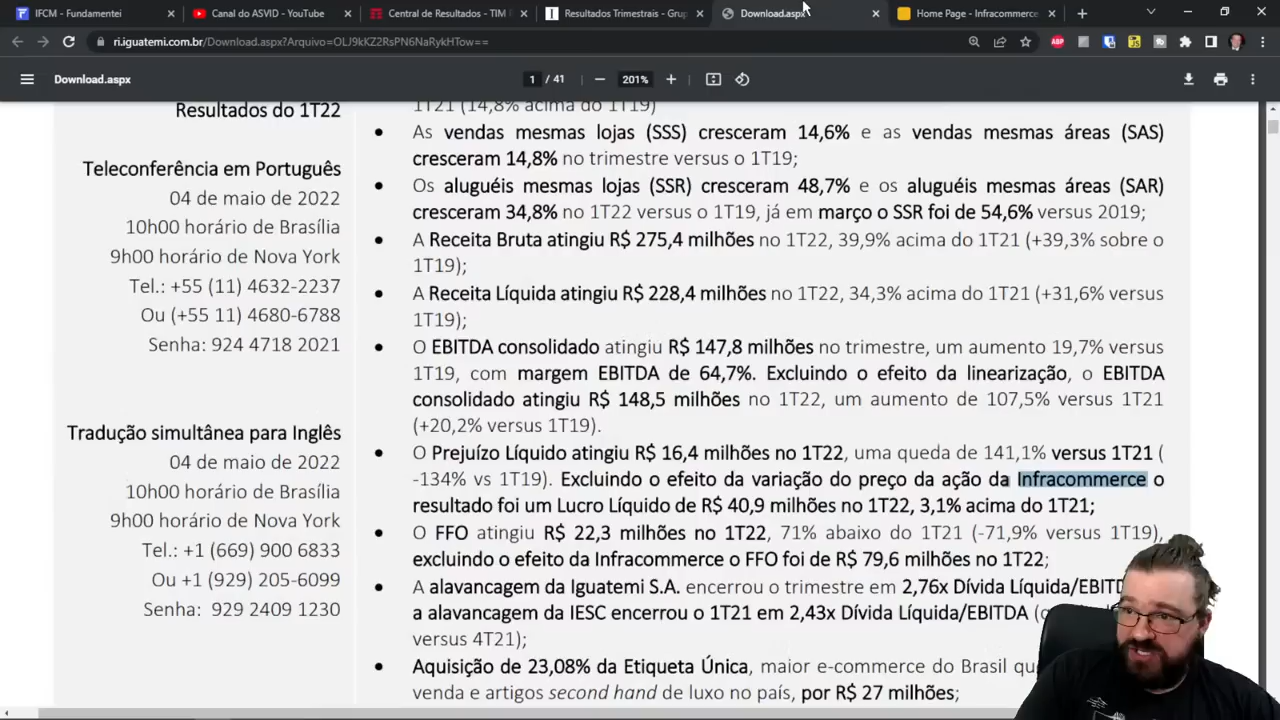 IFCM - Fundamentei
Canal do ASVID - YouTube
Central de Resultados - TIM
Resultados Trimestrais - Grup
Download.aspx
Home Page - Infracommerce
ri.iguatemi.com.br/Download.aspx?Arquivo=OLJ9kKZ2RsPN6NaRykHTow==
Download.aspx
1 / 41
201%
Resultados do 1T22
Teleconferência em Português
04 de maio de 2022
10h00 horário de Brasília
9h00 horário de Nova York
Tel.: +55 (11) 4632-2237
Ou (+55 11) 4680-6788
Senha: 924 4718 2021
Tradução simultânea para Inglês
04 de maio de 2022
10h00 horário de Brasília
9h00 horário de Nova York
Tel.: +1 (669) 900 6833
Ou +1 (929) 205-6099
Senha: 929 2409 1230
1T21 (14,8% acima do 1T19)
• As vendas mesmas lojas (SSS) cresceram 14,6% e as vendas mesmas áreas (SAS)
cresceram 14,8% no trimestre versus o 1T19;
• Os aluguéis mesmas lojas (SSR) cresceram 48,7% e os aluguéis mesmas áreas (SAR)
cresceram 34,8% no 1T22 versus o 1T19, já em março o SSR foi de 54,6% versus 2019;
• A Receita Bruta atingiu R$ 275,4 milhões no 1T22, 39,9% acima do 1T21 (+39,3% sobre o
1T19);
• A Receita Líquida atingiu R$ 228,4 milhões no 1T22, 34,3% acima do 1T21 (+31,6% versus
1T19);
• O EBITDA consolidado atingiu R$ 147,8 milhões no trimestre, um aumento 19,7% versus
1T19, com margem EBITDA de 64,7%. Excluindo o efeito da linearização, o EBITDA
consolidado atingiu R$ 148,5 milhões no 1T22, um aumento de 107,5% versus 1T21
(+20,2% versus 1T19).
• O Prejuízo Líquido atingiu R$ 16,4 milhões no 1T22, uma queda de 141,1% versus 1T21 (
-134% vs 1T19). Excluindo o efeito da variação do preço da ação da Infracommerce o
resultado foi um Lucro Líquido de R$ 40,9 milhões no 1T22, 3,1% acima do 1T21;
• O FFO atingiu R$ 22,3 milhões no 1T22, 71% abaixo do 1T21 (-71,9% versus 1T19),
excluindo o efeito da Infracommerce o FFO foi de R$ 79,6 milhões no 1T22;
• A alavancagem da Iguatemi S.A. encerrou o trimestre em 2,76x Dívida Líquida/EBIT
a alavancagem da IESC encerrou o 1T21 em 2,43x Dívida Líquida/EBITDA
versus 4T21);
• Aquisição de 23,08% da Etiqueta Única, maior e-commerce do Brasil
venda e artigos second hand de luxo no país, por R$ 27 milhões;